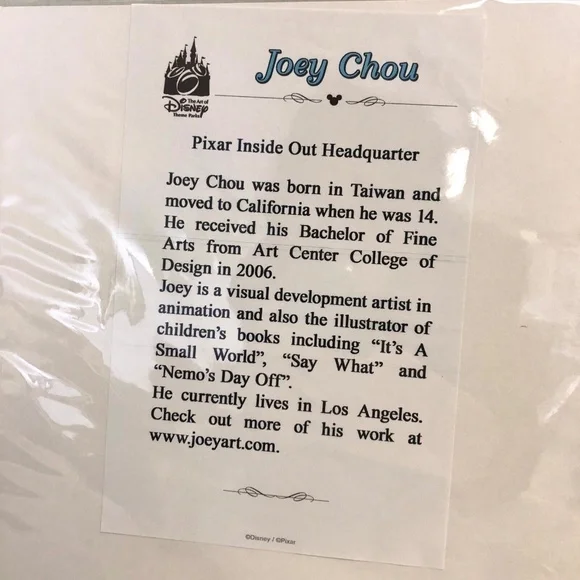 Joey Chou
The Art of
Disney
Theme Parks
Pixar Inside Out Headquarter
Joey Chou was born in Taiwan and
moved to California when he was 14.
He received his Bachelor of Fine
Arts from Art Center College of
Design in 2006.
Joey is a visual development artist in
animation and also the illustrator of
children's books including “It's A
Small World”, “Say What” and
“Nemo's Day Off”.
He currently lives in Los Angeles.
Check out more of his work at
www.joeyart.com.
©Disney / ©Pixar